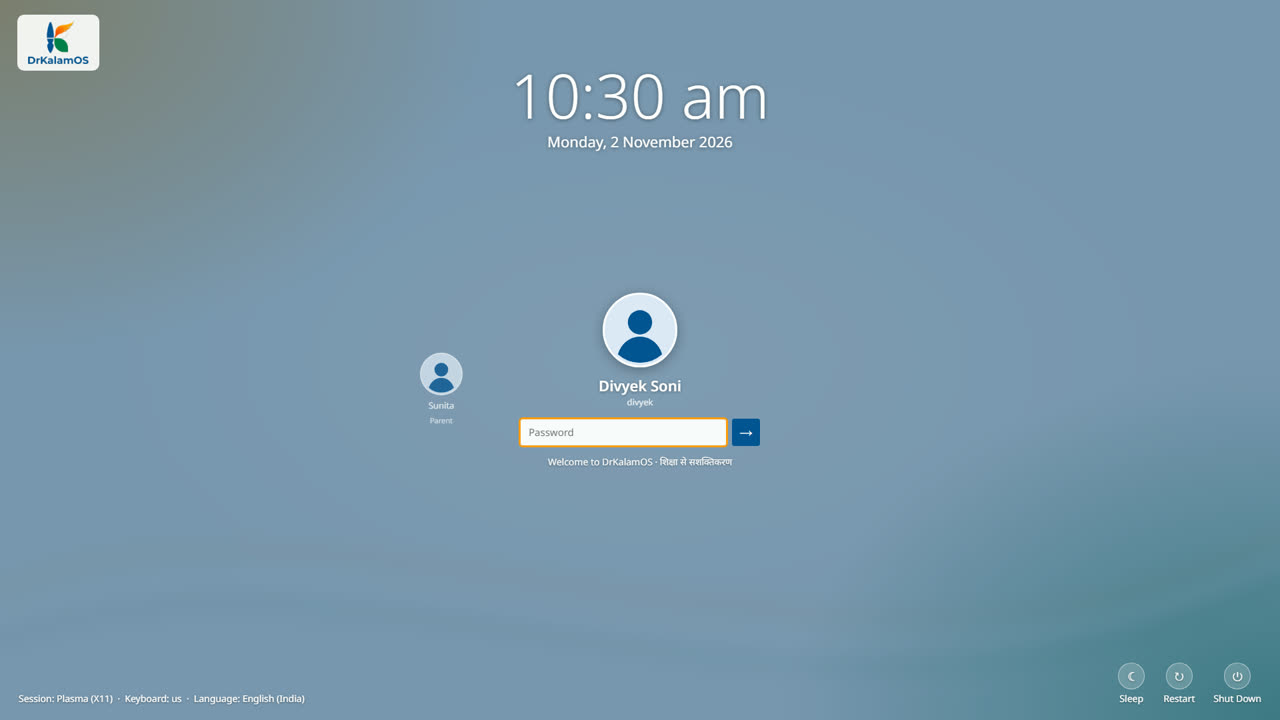 DrKalamOS
10:30 am
Monday, 2 November 2026
Divyek Soni
divyek
Sunita
Parent
Password
→
Welcome to DrKalamOS · शिक्षा से सशक्तिकरण
Session: Plasma (X11) · Keyboard: us · Language: English (India)
Sleep
Restart
Shut Down